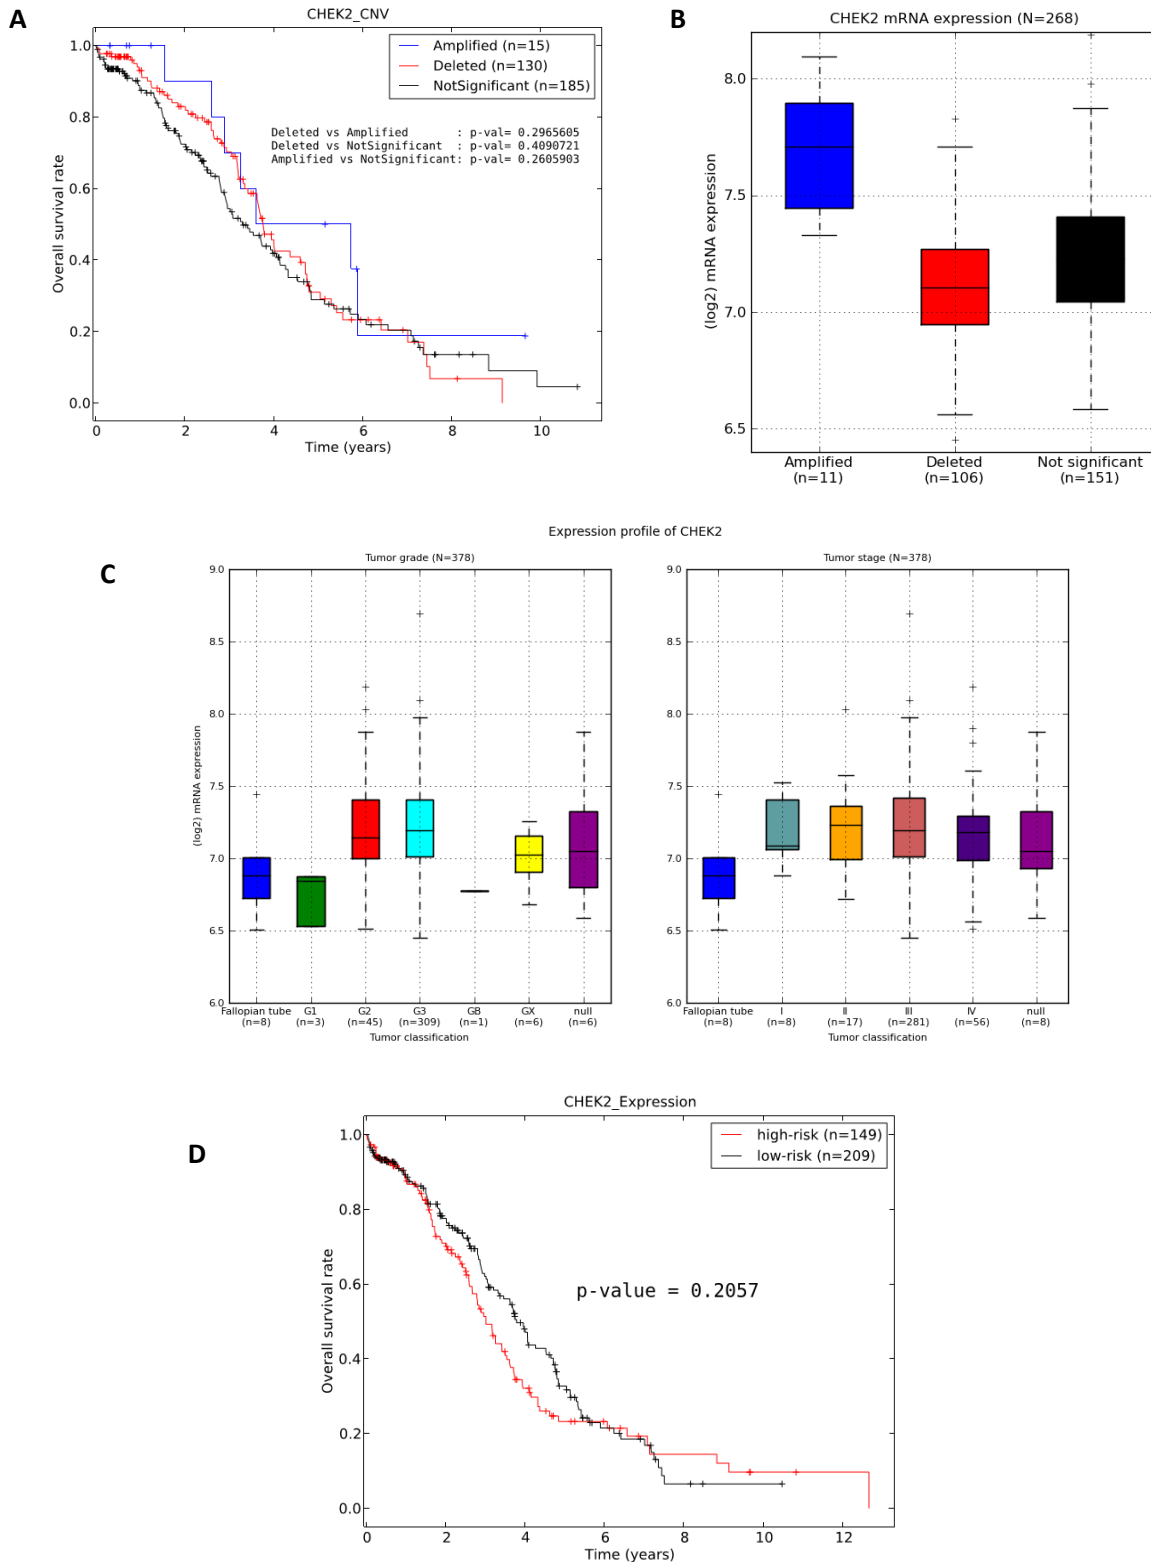 A
CHEK2_CNV
Amplified (n=15)
Deleted (n=130)
NotSignificant (n=185)
Deleted vs Amplified : p-val= 0.2965605
Deleted vs NotSignificant : p-val= 0.4090721
Amplified vs NotSignificant: p-val= 0.2605903
Overall survival rate
1.0
0.8
0.6
0.4
0.2
0.0
0 2 4 6 8 10
Time (years)
B
CHEK2 mRNA expression (N=268)
(log2) mRNA expression
8.0
7.5
7.0
6.5
Amplified Deleted Not significant
(n=11) (n=106) (n=151)
Expression profile of CHEK2
C
Tumor grade (N=378)
(log2) mRNA expression
9.0
8.5
8.0
7.5
7.0
6.5
6.0
Fallopian tube G1 G2 G3 GB GX null
(n=8) (n=3) (n=45) (n=309) (n=1) (n=6) (n=6)
Tumor classification
Tumor stage (N=378)
9.0
8.5
8.0
7.5
7.0
6.5
6.0
Fallopian tube I II III IV null
(n=8) (n=8) (n=17) (n=281) (n=56) (n=8)
Tumor classification
D
CHEK2_Expression
high-risk (n=149)
low-risk (n=209)
p-value = 0.2057
Overall survival rate
1.0
0.8
0.6
0.4
0.2
0.0
0 2 4 6 8 10 12
Time (years)